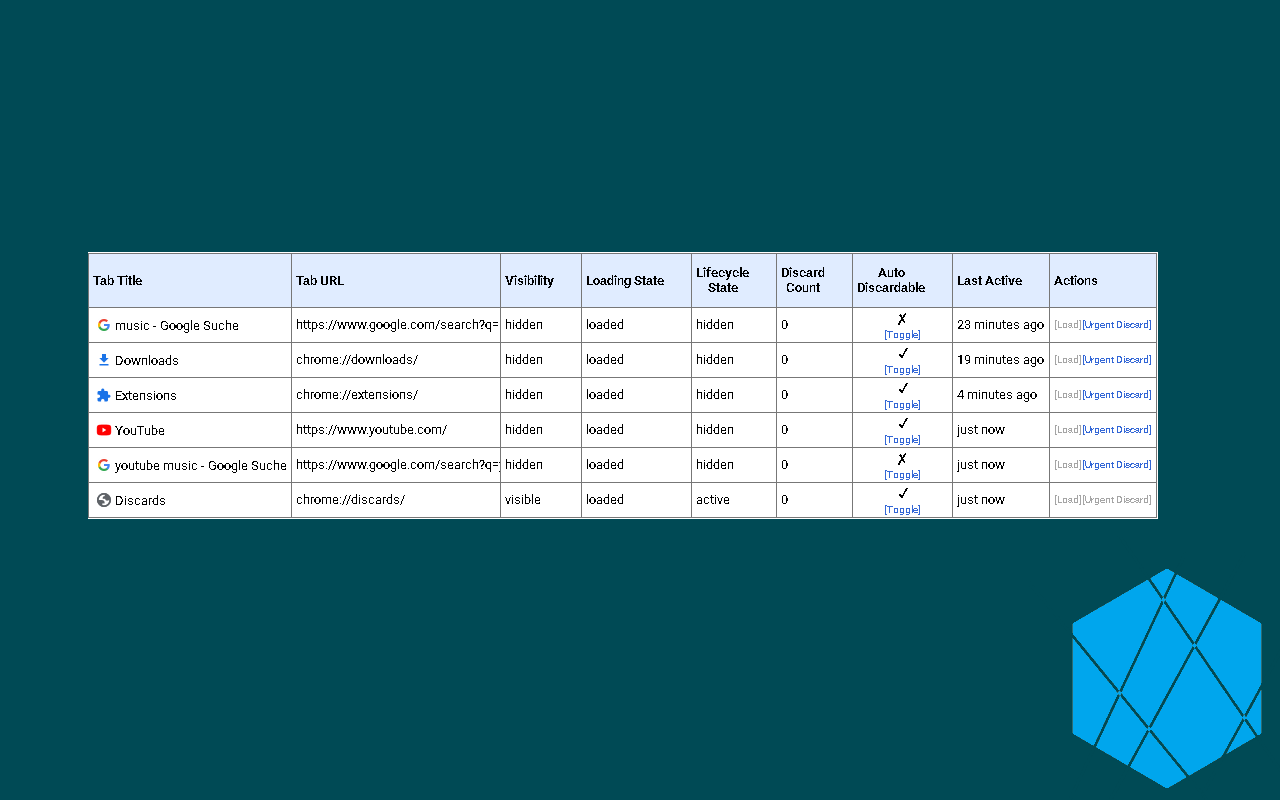 Tab Title Tab URL Visibility Loading State Lifecycle State Discard Count Auto Discardable Last Active Actions
music - Google Suche https://www.google.com/search?q= hidden loaded hidden 0 ✗ [Toggle] 23 minutes ago [Load][Urgent Discard]
Downloads chrome://downloads/ hidden loaded hidden 0 ✓ [Toggle] 19 minutes ago [Load][Urgent Discard]
Extensions chrome://extensions/ hidden loaded hidden 0 ✓ [Toggle] 4 minutes ago [Load][Urgent Discard]
YouTube https://www.youtube.com/ hidden loaded hidden 0 ✓ [Toggle] just now [Load][Urgent Discard]
youtube music - Google Suche https://www.google.com/search?q= hidden loaded hidden 0 ✗ [Toggle] just now [Load][Urgent Discard]
Discards chrome://discards/ visible loaded active 0 ✓ [Toggle] just now [Load][Urgent Discard]